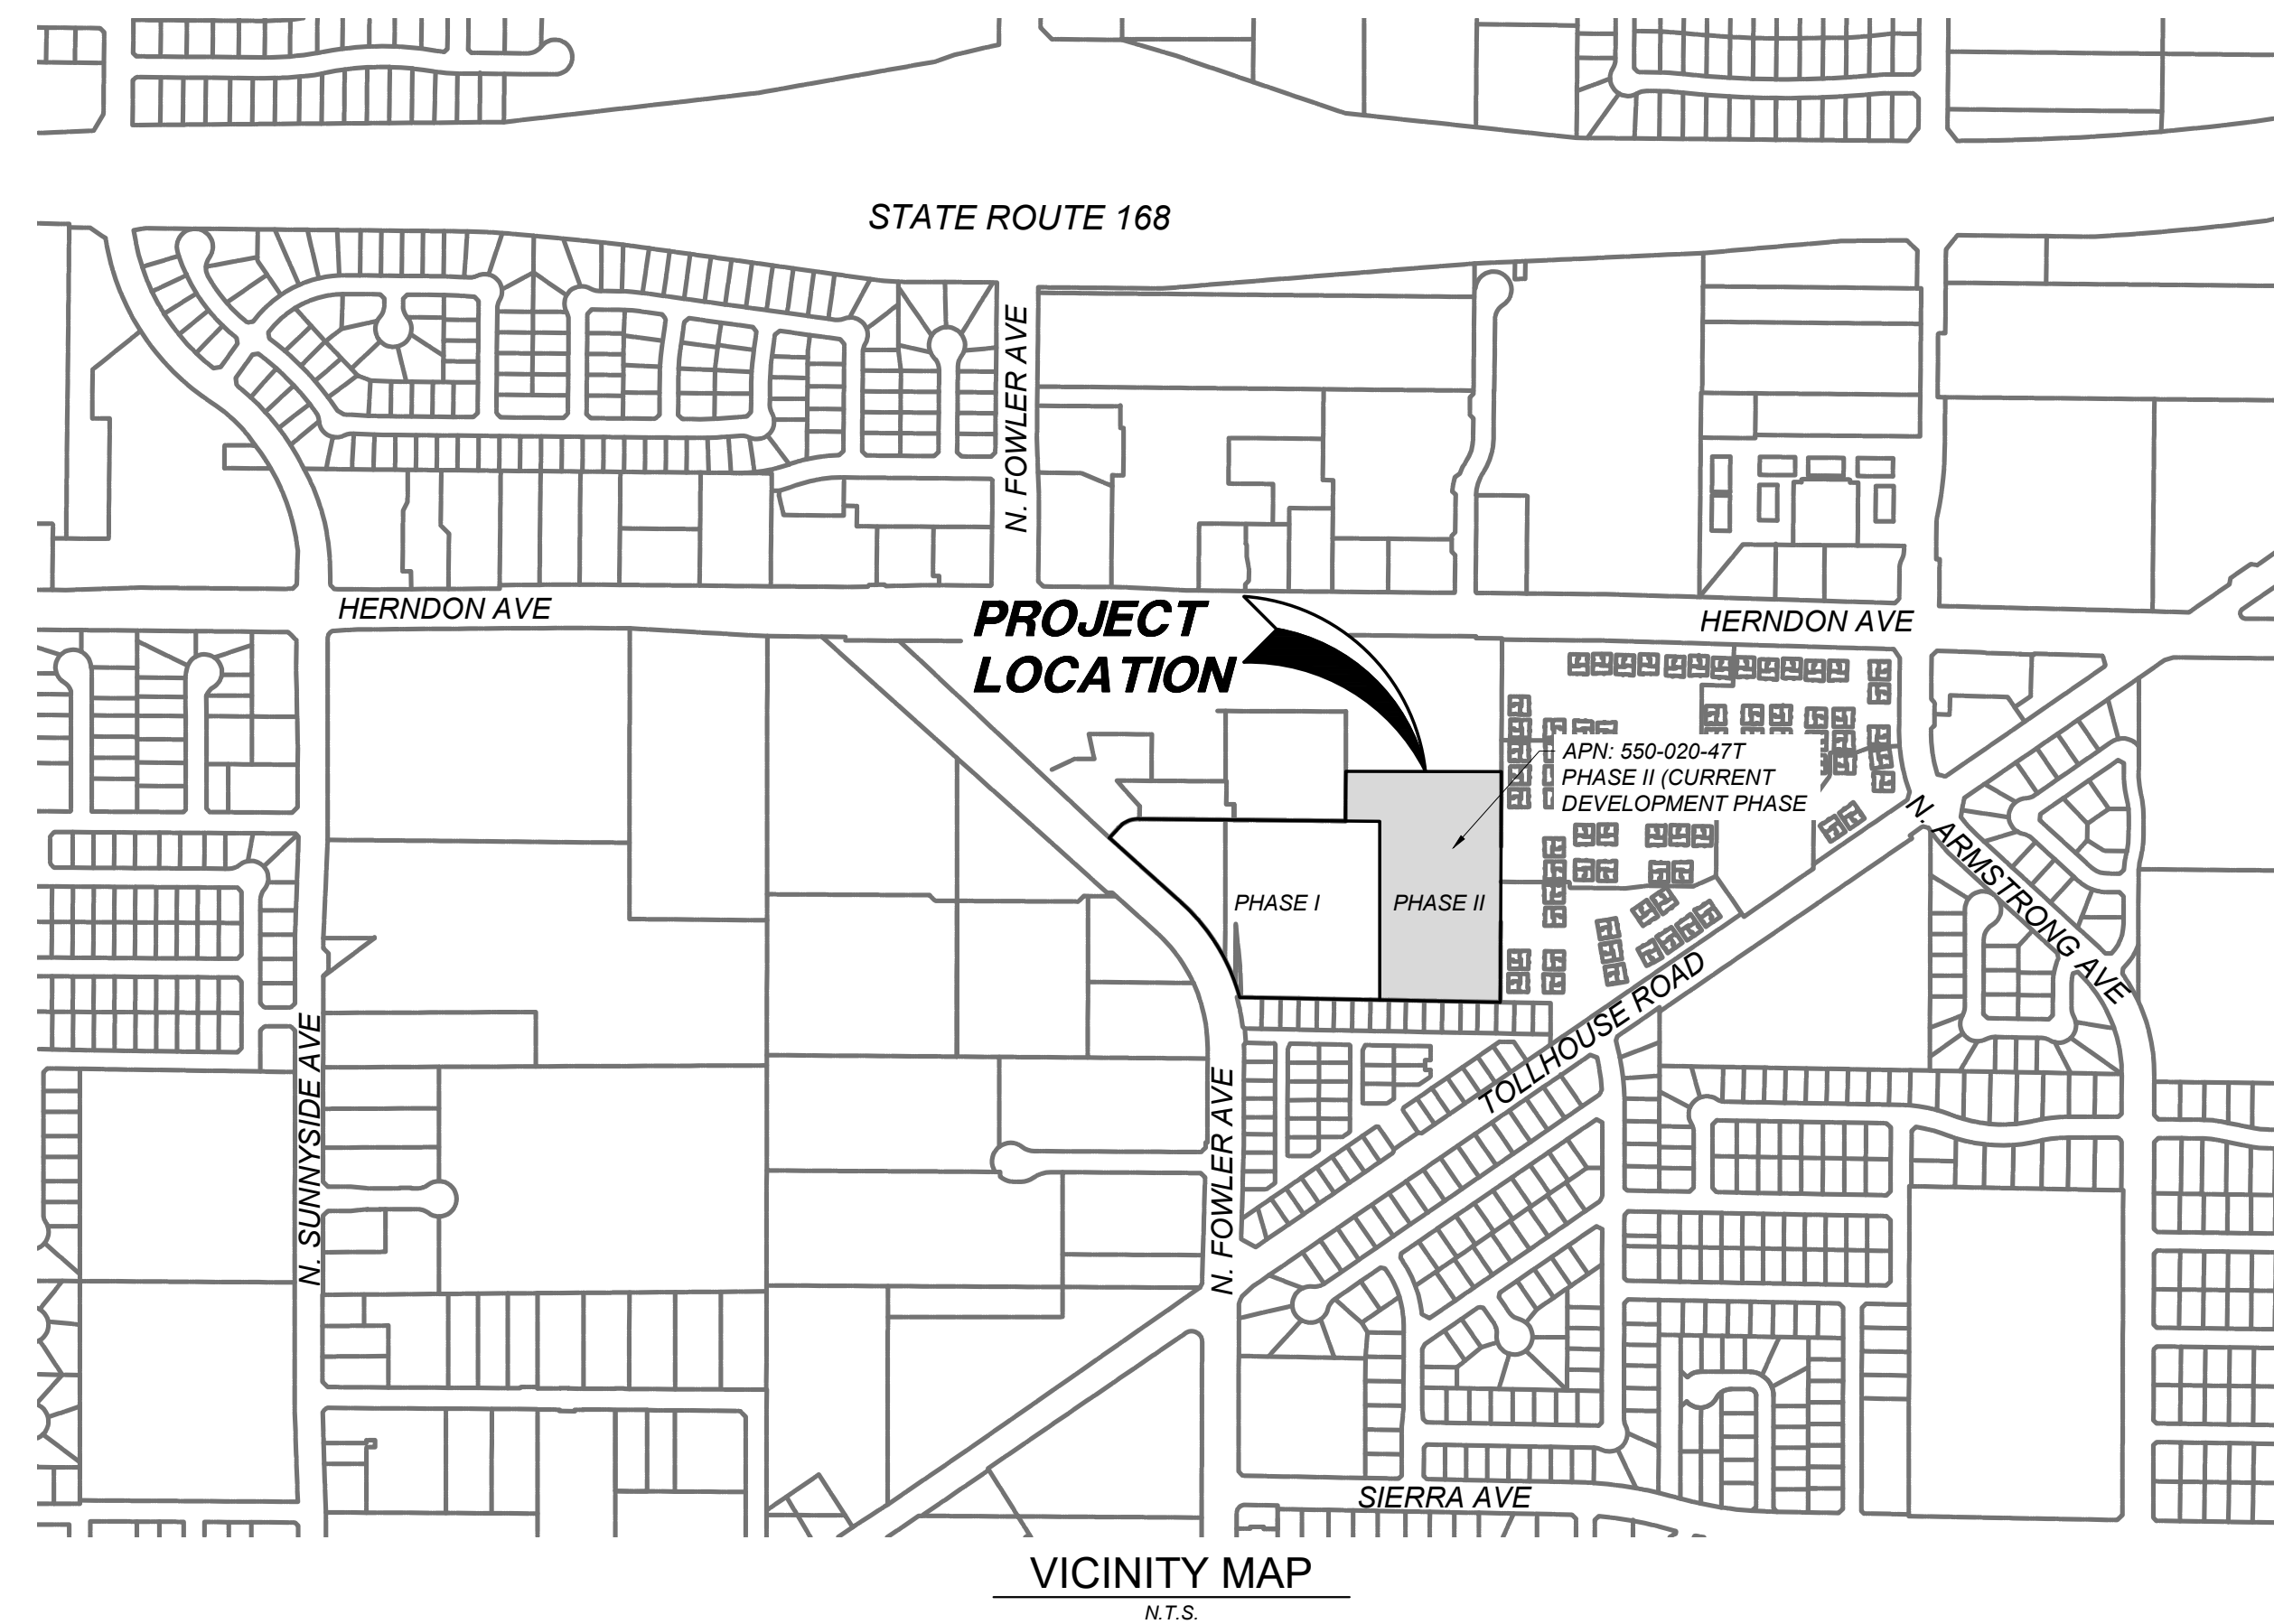 STATE ROUTE 168
N. FOWLER AVE
HERNDON AVE
PROJECT
LOCATION
HERNDON AVE
APN: 550-020-47T
PHASE II (CURRENT
DEVELOPMENT PHASE
N. ARMSTRONG AVE
PHASE I
PHASE II
TOLLHOUSE ROAD
N. SUNNYSIDE AVE
N. FOWLER AVE
SIERRA AVE
VICINITY MAP
N.T.S.